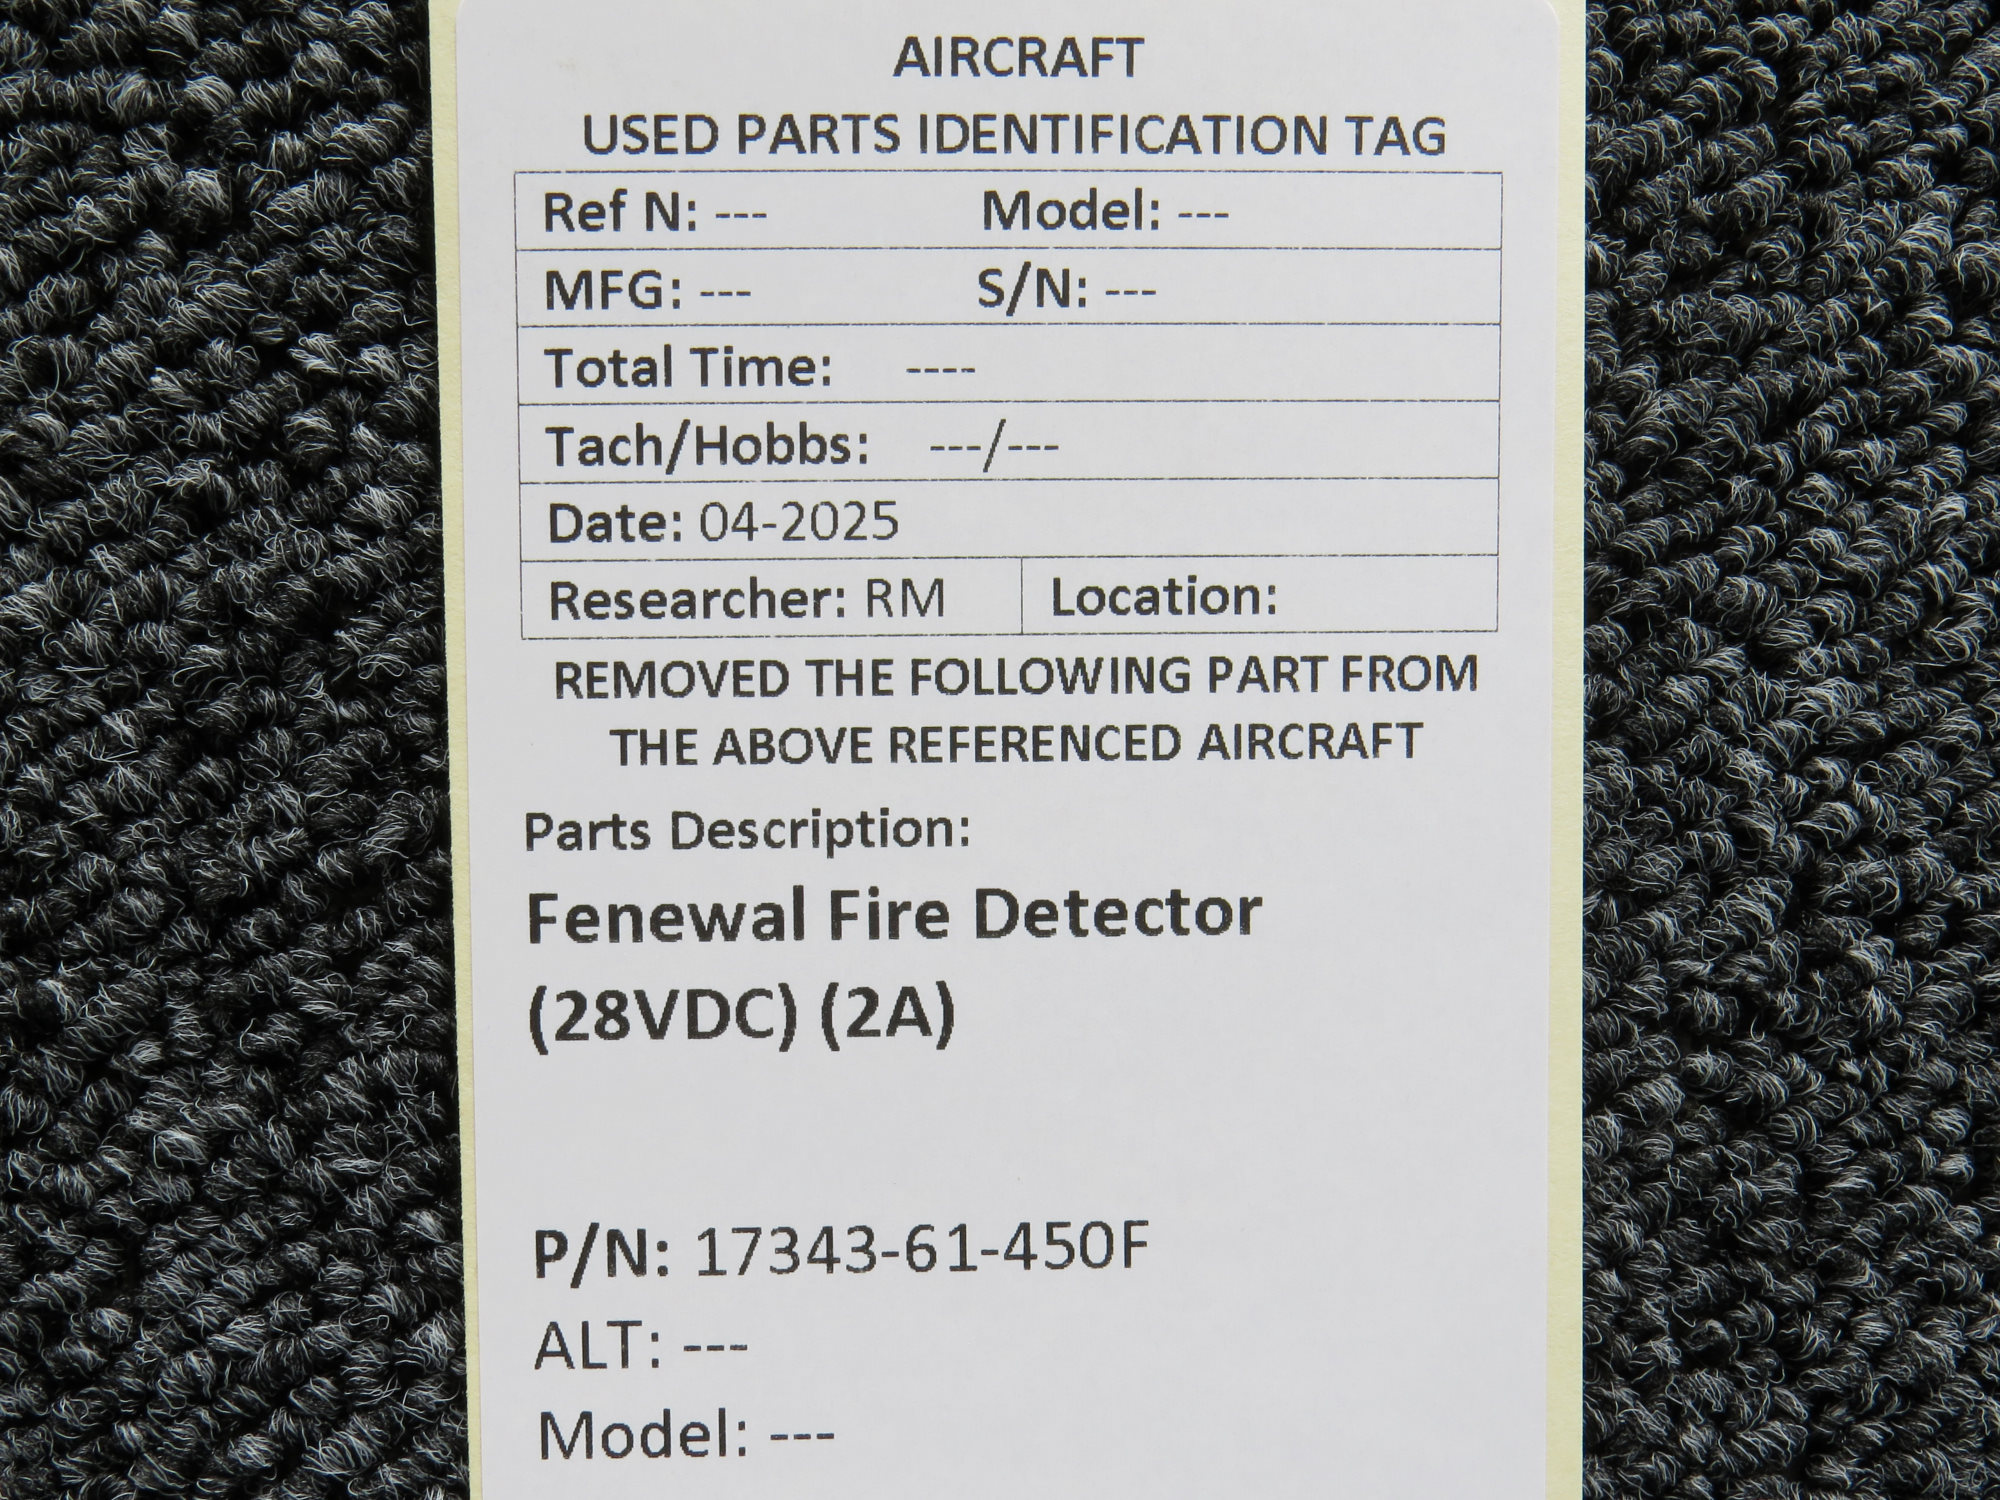 AIRCRAFT
USED PARTS IDENTIFICATION TAG
Ref N: --- Model: ---
MFG: --- S/N: ---
Total Time: ----
Tach/Hobbs: ---/---
Date: 04-2025
Researcher: RM Location:
REMOVED THE FOLLOWING PART FROM
THE ABOVE REFERENCED AIRCRAFT
Parts Description:
Fenewal Fire Detector
(28VDC) (2A)
P/N: 17343-61-450F
ALT: ---
Model: ---